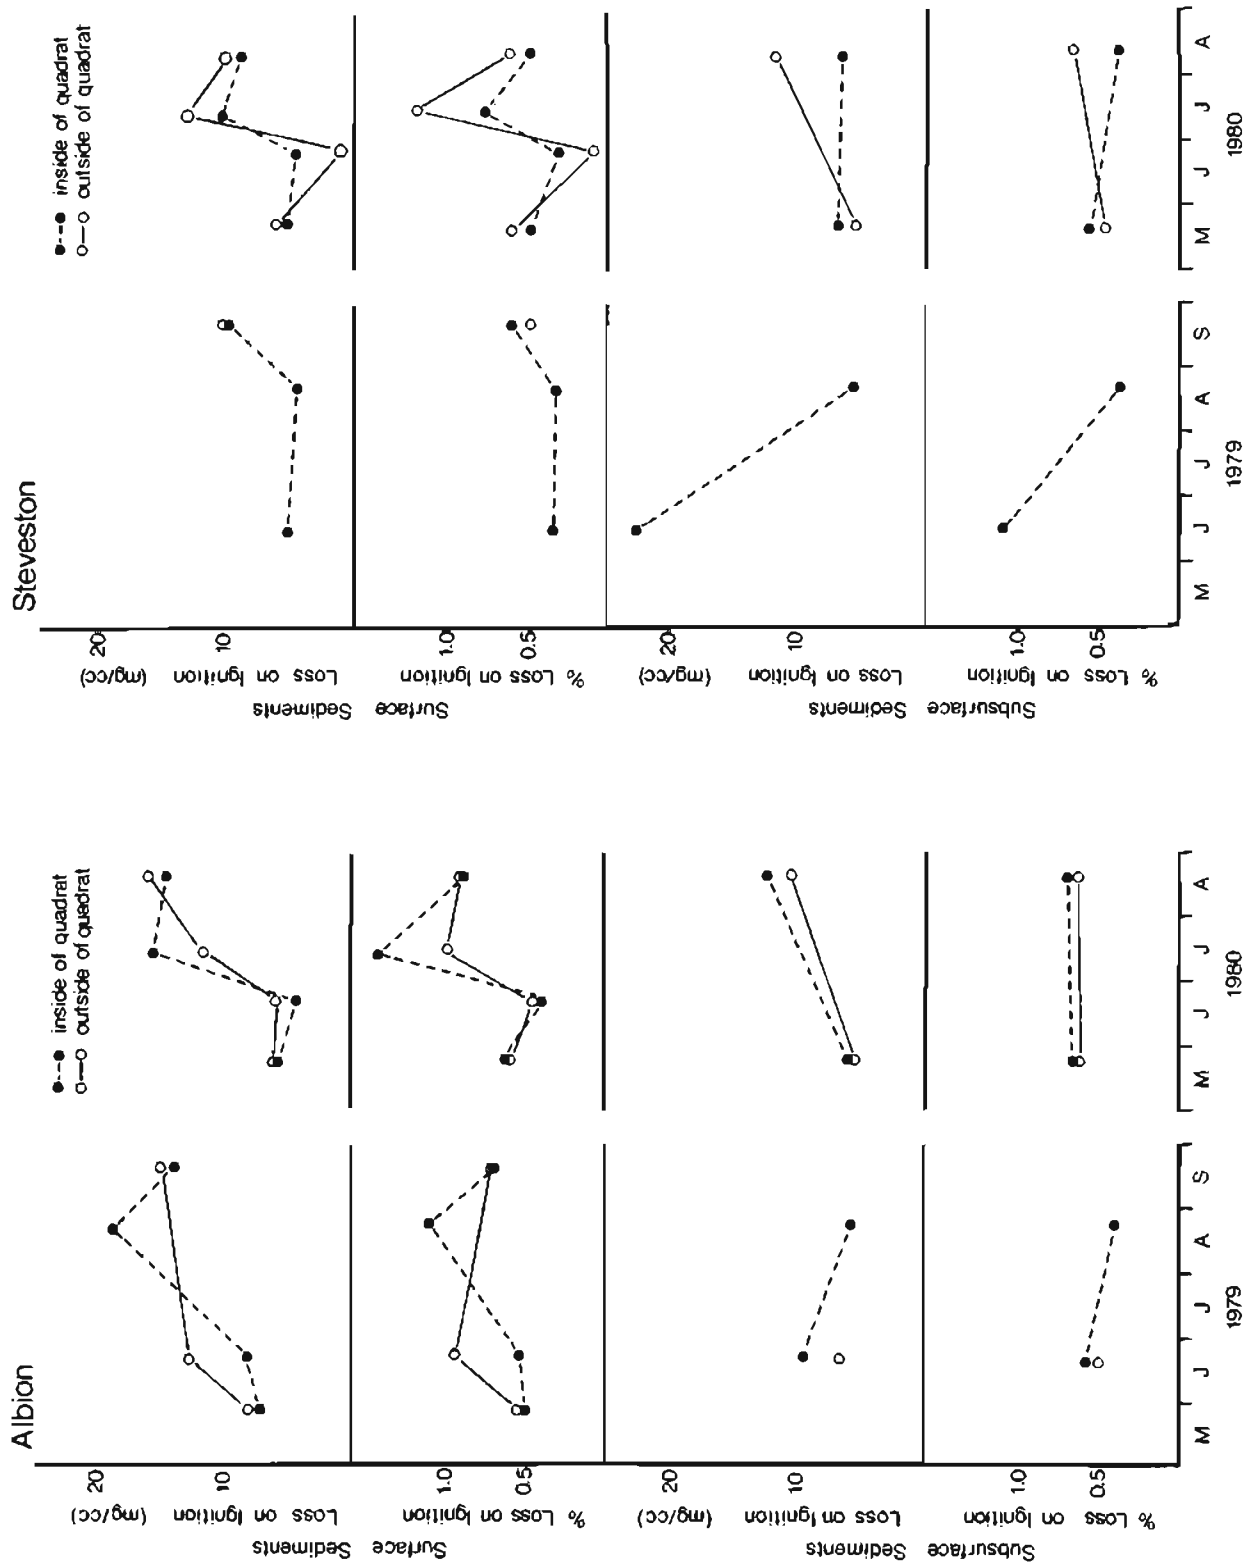 Albion
●--● inside of quadrat
○—○ outside of quadrat
Surface
Sediments
Loss on Ignition
(mg/cc)
20
10
% Loss on Ignition
1.0
0.5
Subsurface
Sediments
Loss on Ignition
(mg/cc)
20
10
% Loss on Ignition
1.0
0.5
M J J A S
M J J A
1979
1980
Steveston
●--● inside of quadrat
○—○ outside of quadrat
Surface
Sediments
Loss on Ignition
(mg/cc)
20
10
% Loss on Ignition
1.0
0.5
Subsurface
Sediments
Loss on Ignition
(mg/cc)
20
10
% Loss on Ignition
1.0
0.5
M J J A S
M J J A
1979
1980